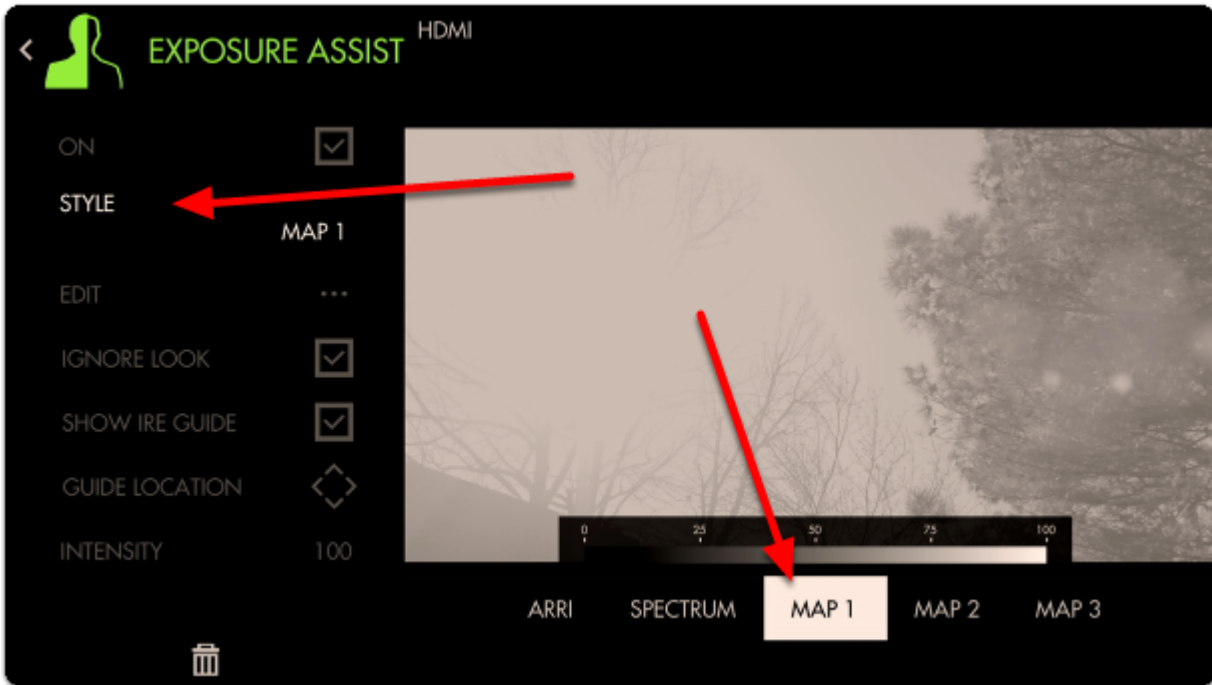 EXPOSURE ASSIST
HDMI
ON
STYLE
MAP 1
EDIT
IGNORE LOOK
SHOW IRE GUIDE
GUIDE LOCATION
INTENSITY 100
0 25 50 75 100
ARRI SPECTRUM MAP 1 MAP 2 MAP 3